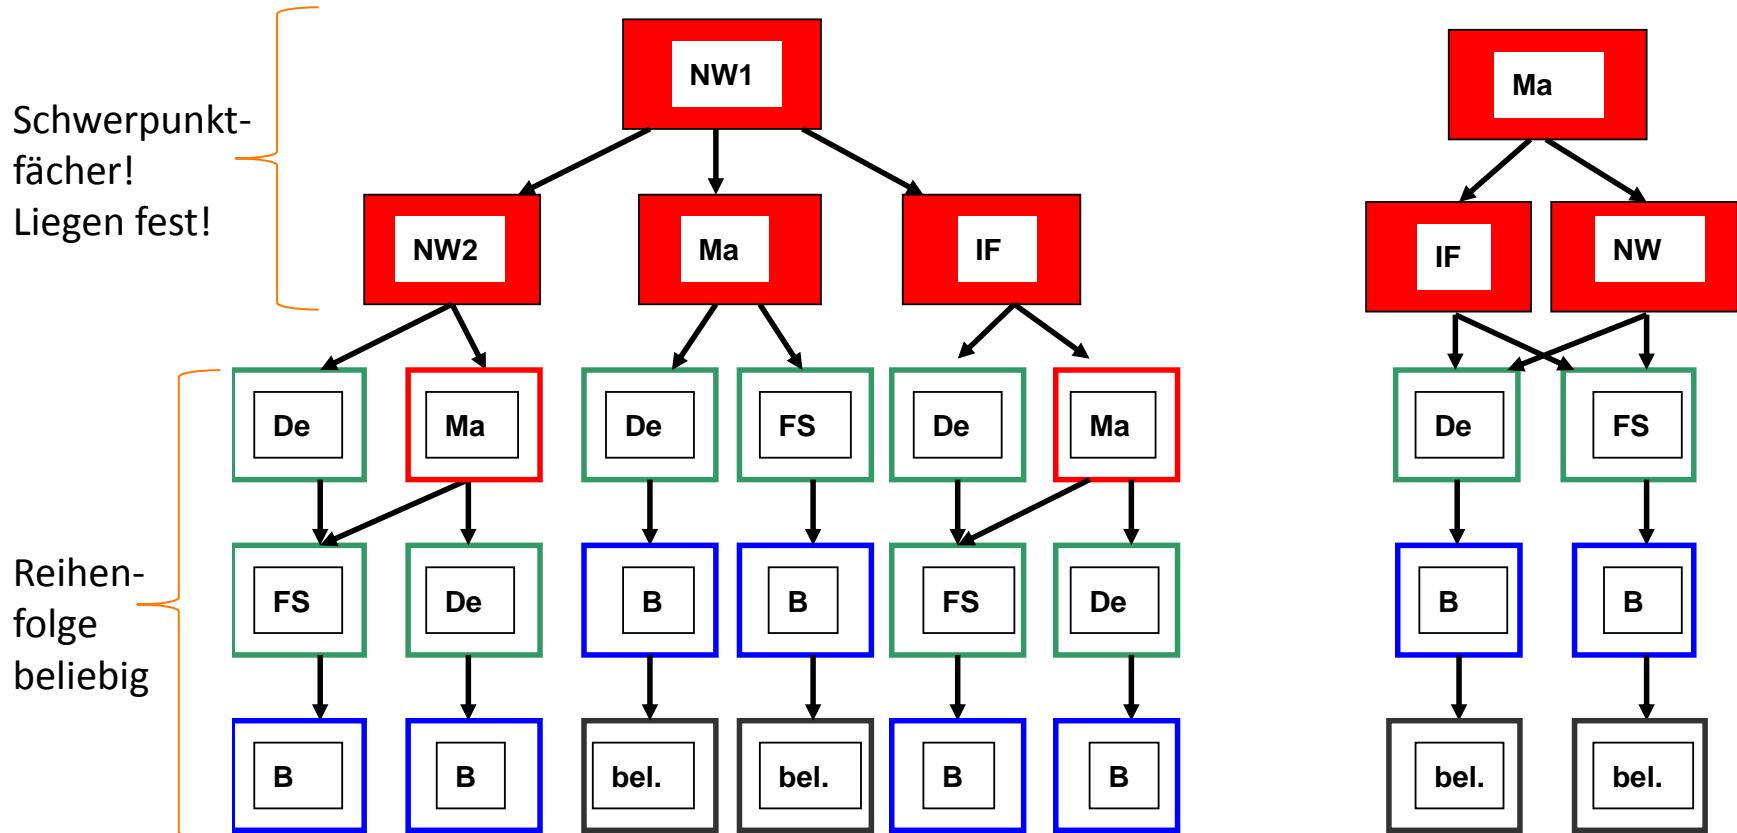 NW1
Ma
Schwerpunkt-
fächer!
Liegen fest!
NW2
Ma
IF
IF
NW
De
Ma
De
FS
De
Ma
De
FS
Reihen-
folge
beliebig
FS
De
B
B
FS
De
B
B
B
B
bel.
bel.
B
B
bel.
bel.